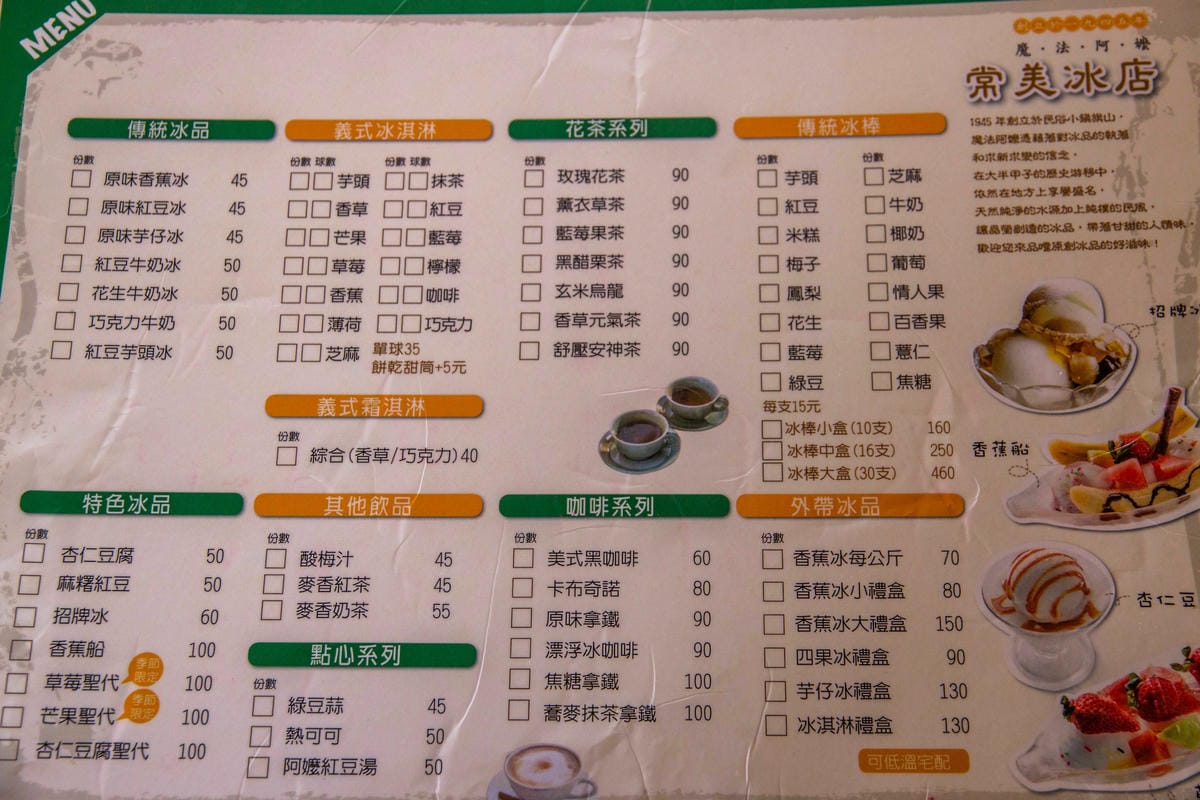 MENU
創立於一九四五年
魔・法・阿・嬤
常美冰店
1945年創立於民俗小鎮旗山，
魔法阿嬤憑藉著對冰品的執著
和求新求變的信念，
在大半甲子的歷史游移中，
依然在地方上享譽盛名，
天然純淨的水源加上純樸的民風，
讓晶瑩創造的冰品，帶著甘甜的人情味，
歡迎您來品嚐原創冰品的好滋味！
傳統冰品
份數
原味香蕉冰 45
原味紅豆冰 45
原味芋仔冰 45
紅豆牛奶冰 50
花生牛奶冰 50
巧克力牛奶 50
紅豆芋頭冰 50
義式冰淇淋
份數 球數 份數 球數
芋頭 抹茶
香草 紅豆
芒果 藍莓
草莓 檸檬
香蕉 咖啡
薄荷 巧克力
芝麻 單球35
餅乾甜筒+5元
義式霜淇淋
份數
綜合(香草/巧克力)40
花茶系列
份數
玫瑰花茶 90
薰衣草茶 90
藍莓果茶 90
黑醋栗茶 90
玄米烏龍 90
香草元氣茶 90
舒壓安神茶 90
傳統冰棒
份數 份數
芋頭 芝麻
紅豆 牛奶
米糕 椰奶
梅子 葡萄
鳳梨 情人果
花生 百香果
藍莓 薏仁
綠豆 焦糖
每支15元
冰棒小盒(10支) 160
冰棒中盒(16支) 250
冰棒大盒(30支) 460
特色冰品
份數
杏仁豆腐 50
麻糬紅豆 50
招牌冰 60
香蕉船 100
草莓聖代 季節限定 100
芒果聖代 季節限定 100
杏仁豆腐聖代 100
其他飲品
份數
酸梅汁 45
麥香紅茶 45
麥香奶茶 55
點心系列
份數
綠豆蒜 45
熱可可 50
阿嬤紅豆湯 50
咖啡系列
份數
美式黑咖啡 60
卡布奇諾 80
原味拿鐵 90
漂浮冰咖啡 90
焦糖拿鐵 100
蕎麥抹茶拿鐵 100
外帶冰品
份數
香蕉冰每公斤 70
香蕉冰小禮盒 80
香蕉冰大禮盒 150
四果冰禮盒 90
芋仔冰禮盒 130
冰淇淋禮盒 130
可低溫宅配
招牌冰
香蕉船
杏仁豆